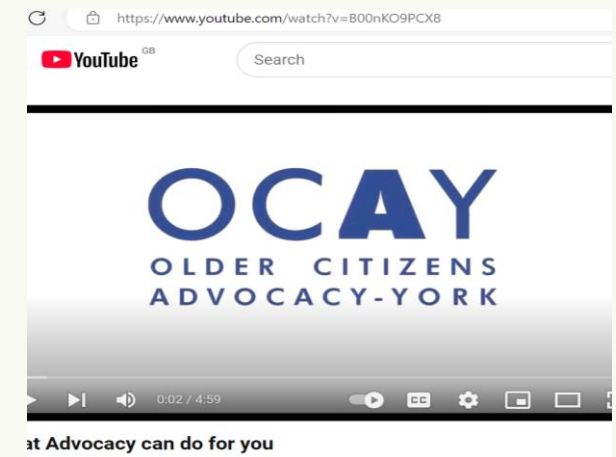 https://www.youtube.com/watch?v=B00nKO9PCX8
YouTube GB
Search
OCAY
OLDER CITIZENS
ADVOCACY-YORK
0:02 / 4:59
CC
at Advocacy can do for you